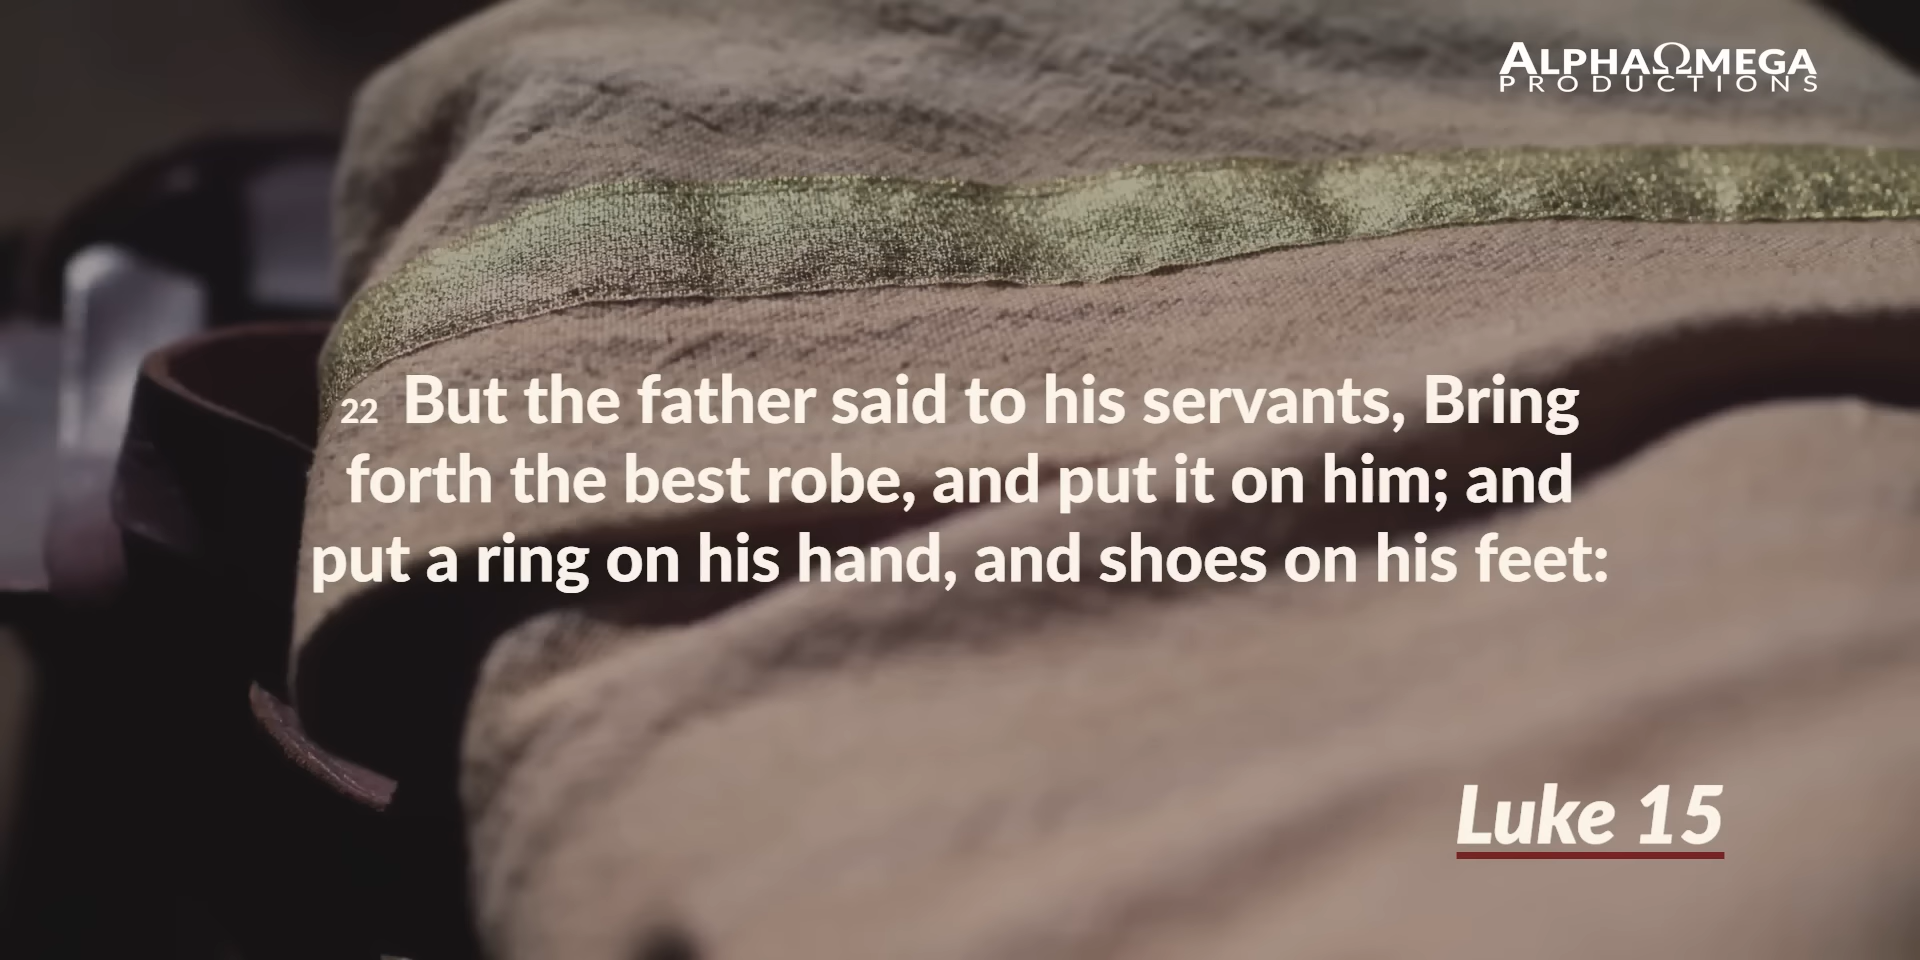 ALPHAΩMEGA
PRODUCTIONS
22 But the father said to his servants, Bring
forth the best robe, and put it on him; and
put a ring on his hand, and shoes on his feet:
Luke 15